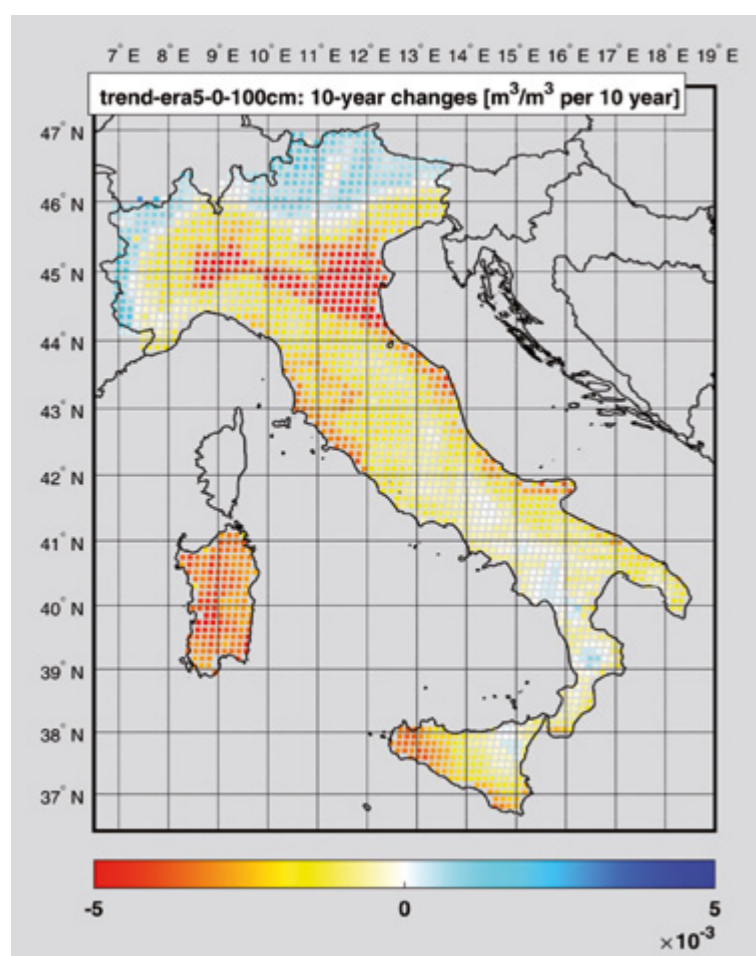 7° E 8° E 9° E 10° E 11° E 12° E 13° E 14° E 15° E 16° E 17° E 18° E 19° E
trend-era5-0-100cm: 10-year changes [m³/m³ per 10 year]
47° N
46° N
45° N
44° N
43° N
42° N
41° N
40° N
39° N
38° N
37° N
-5 0 5
×10⁻³